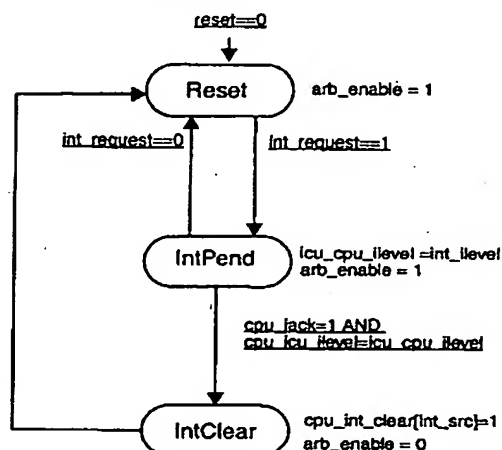 reset==0
Reset
arb_enable = 1
int_request==0
int_request==1
IntPend
icu_cpu_ilevel =int_ilevel
arb_enable = 1
cpu_iack=1 AND
cpu_icu_ilevel=icu_cpu_ilevel
IntClear
cpu_int_clear[int_src]=1
arb_enable = 0